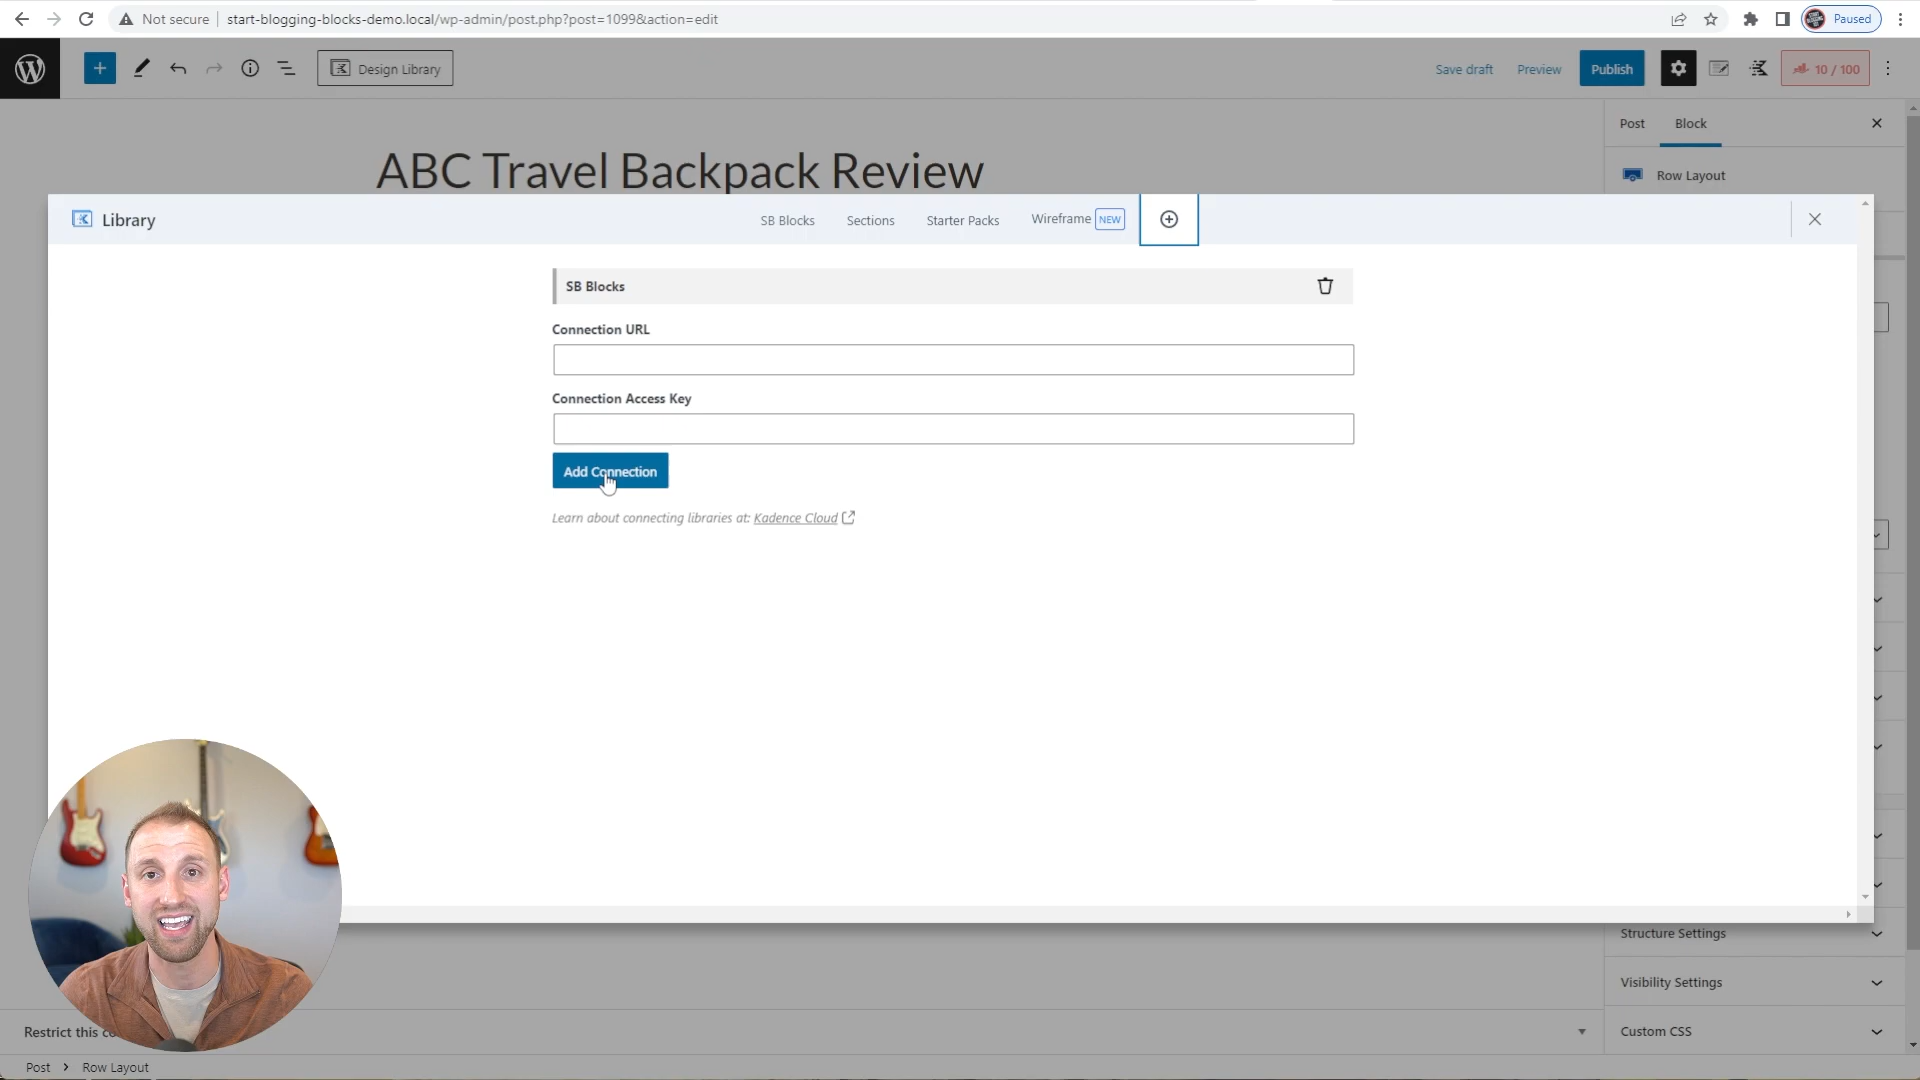 Not secure
start-blogging-blocks-demo.local/wp-admin/post.php?post=1099&action=edit
Paused
Design Library
Save draft
Preview
Publish
10 / 100
ABC Travel Backpack Review
Post
Block
Row Layout
Library
SB Blocks
Sections
Starter Packs
Wireframe
NEW
SB Blocks
Connection URL
Connection Access Key
Add Connection
Learn about connecting libraries at: Kadence Cloud
Structure Settings
Visibility Settings
Custom CSS
Restrict this
Post
Row Layout